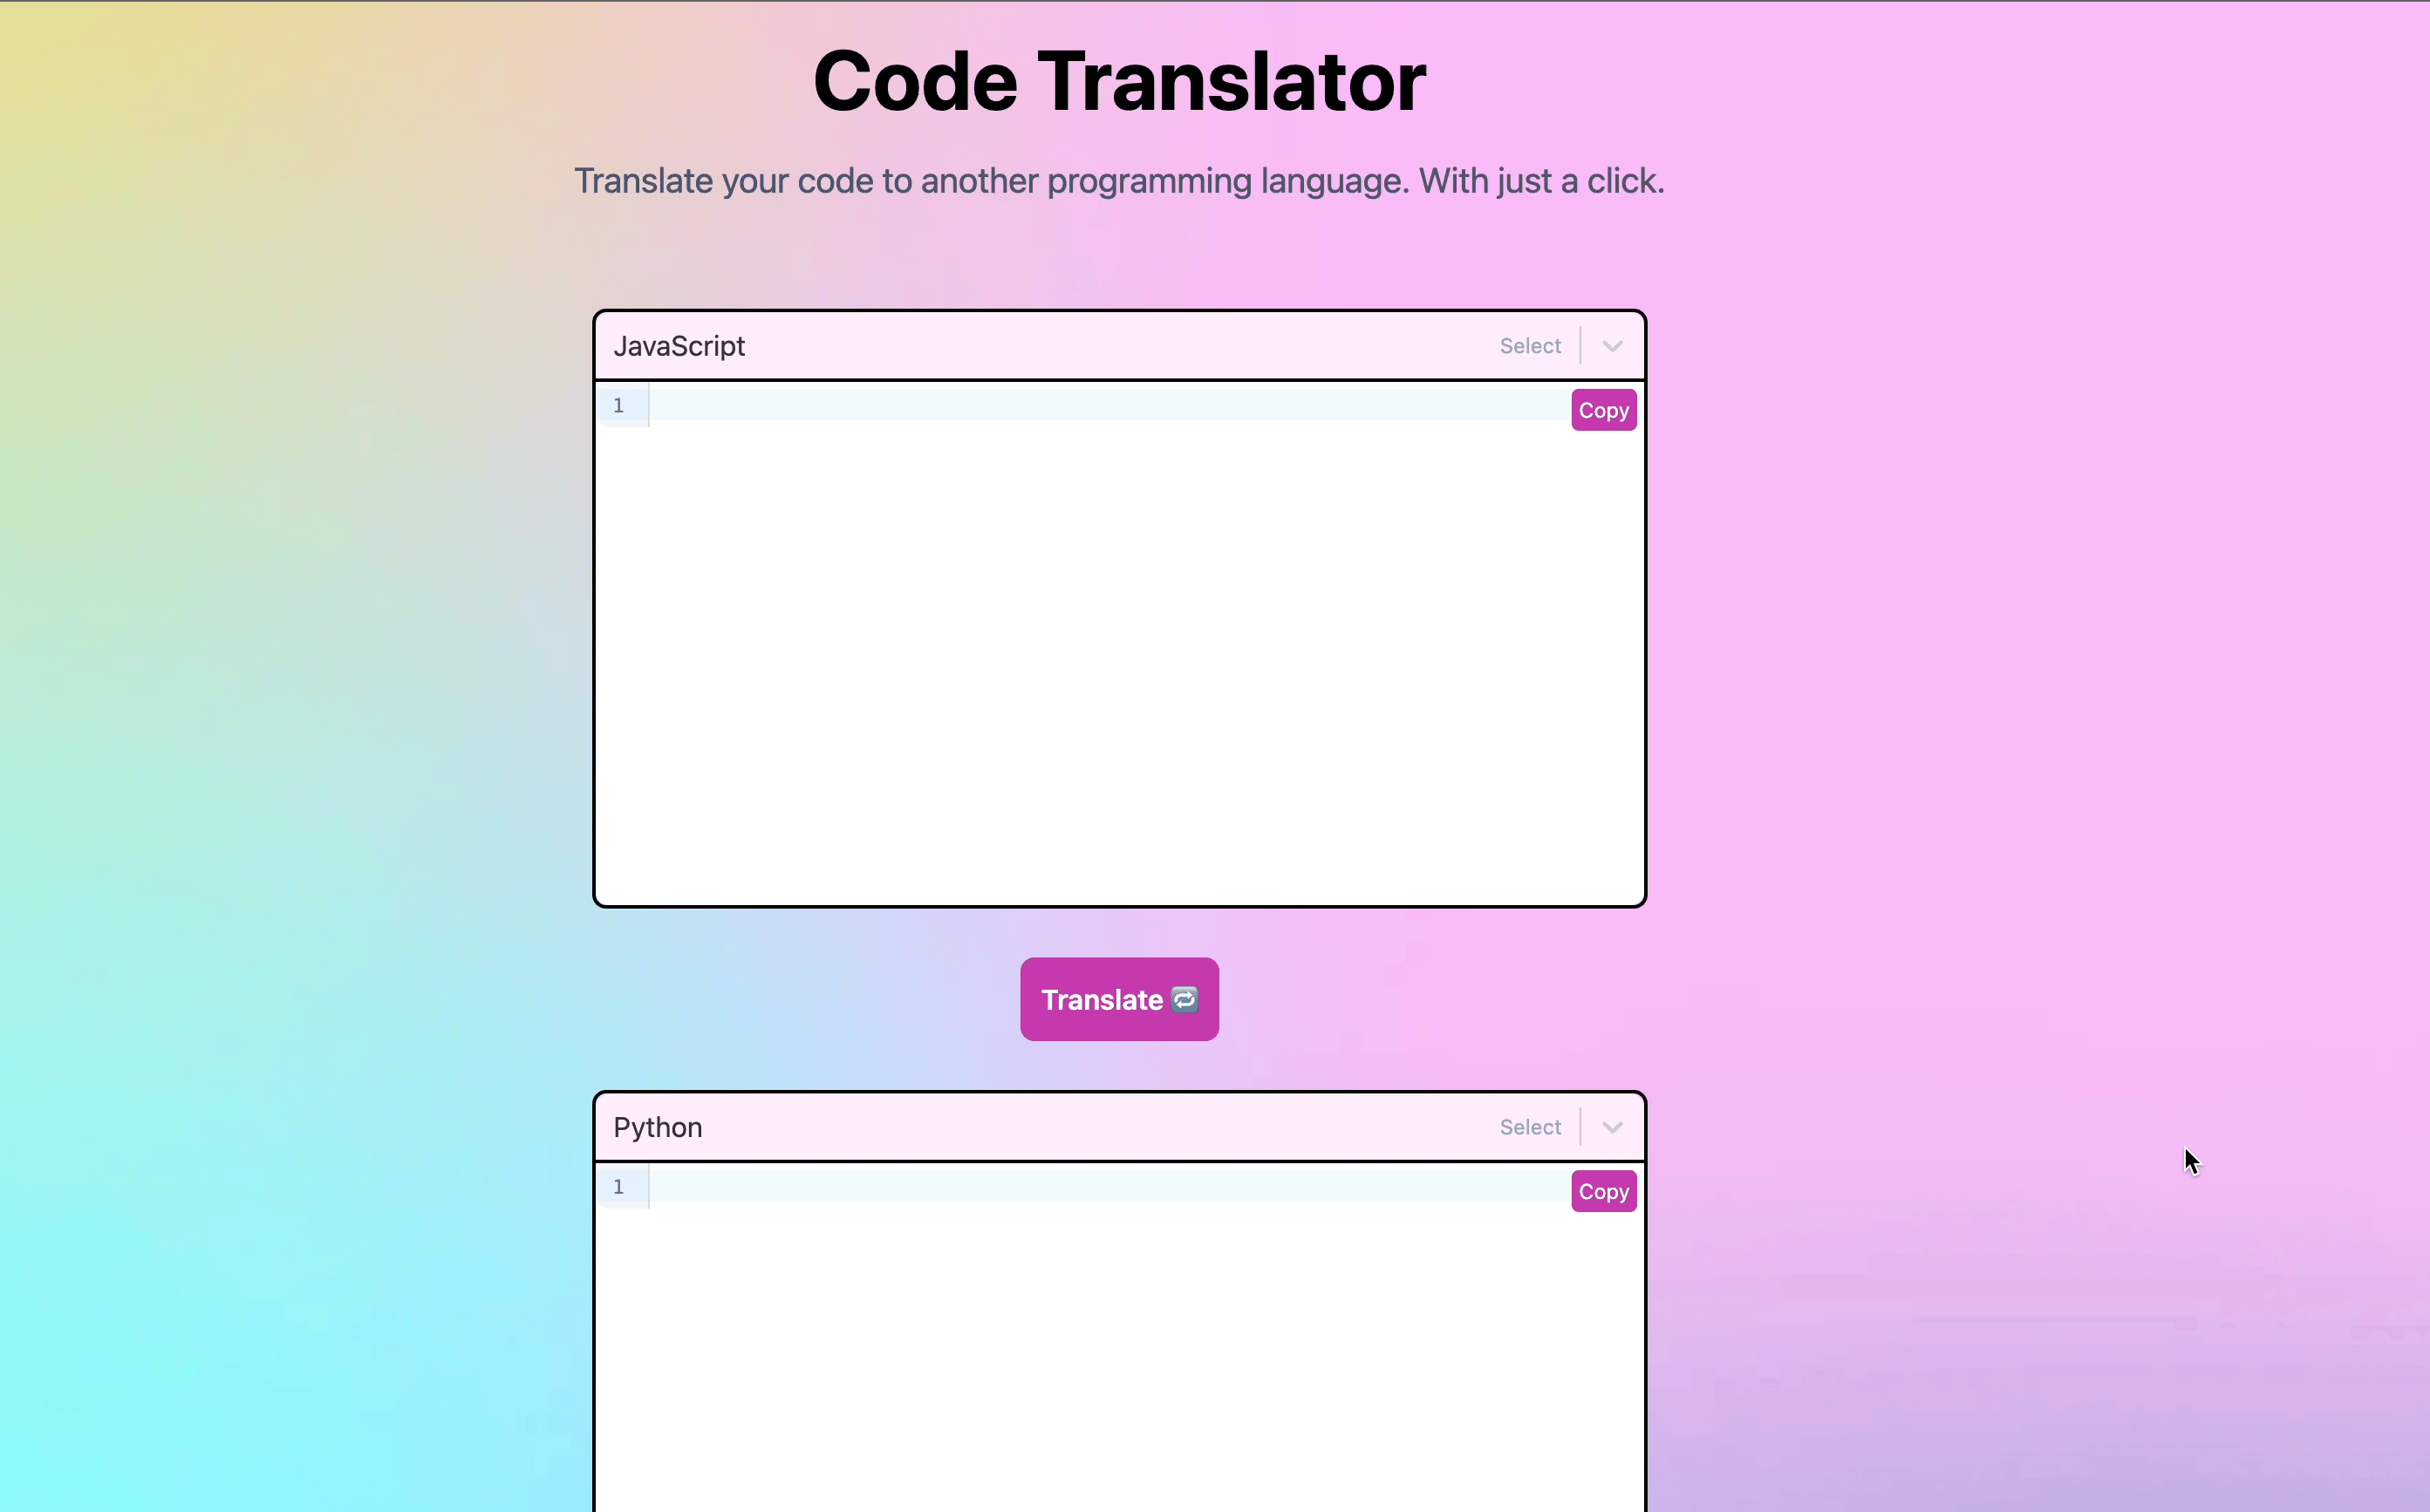 Code Translator
Translate your code to another programming language. With just a click.
JavaScript Select
1 Copy
Translate 🔁
Python Select
1 Copy